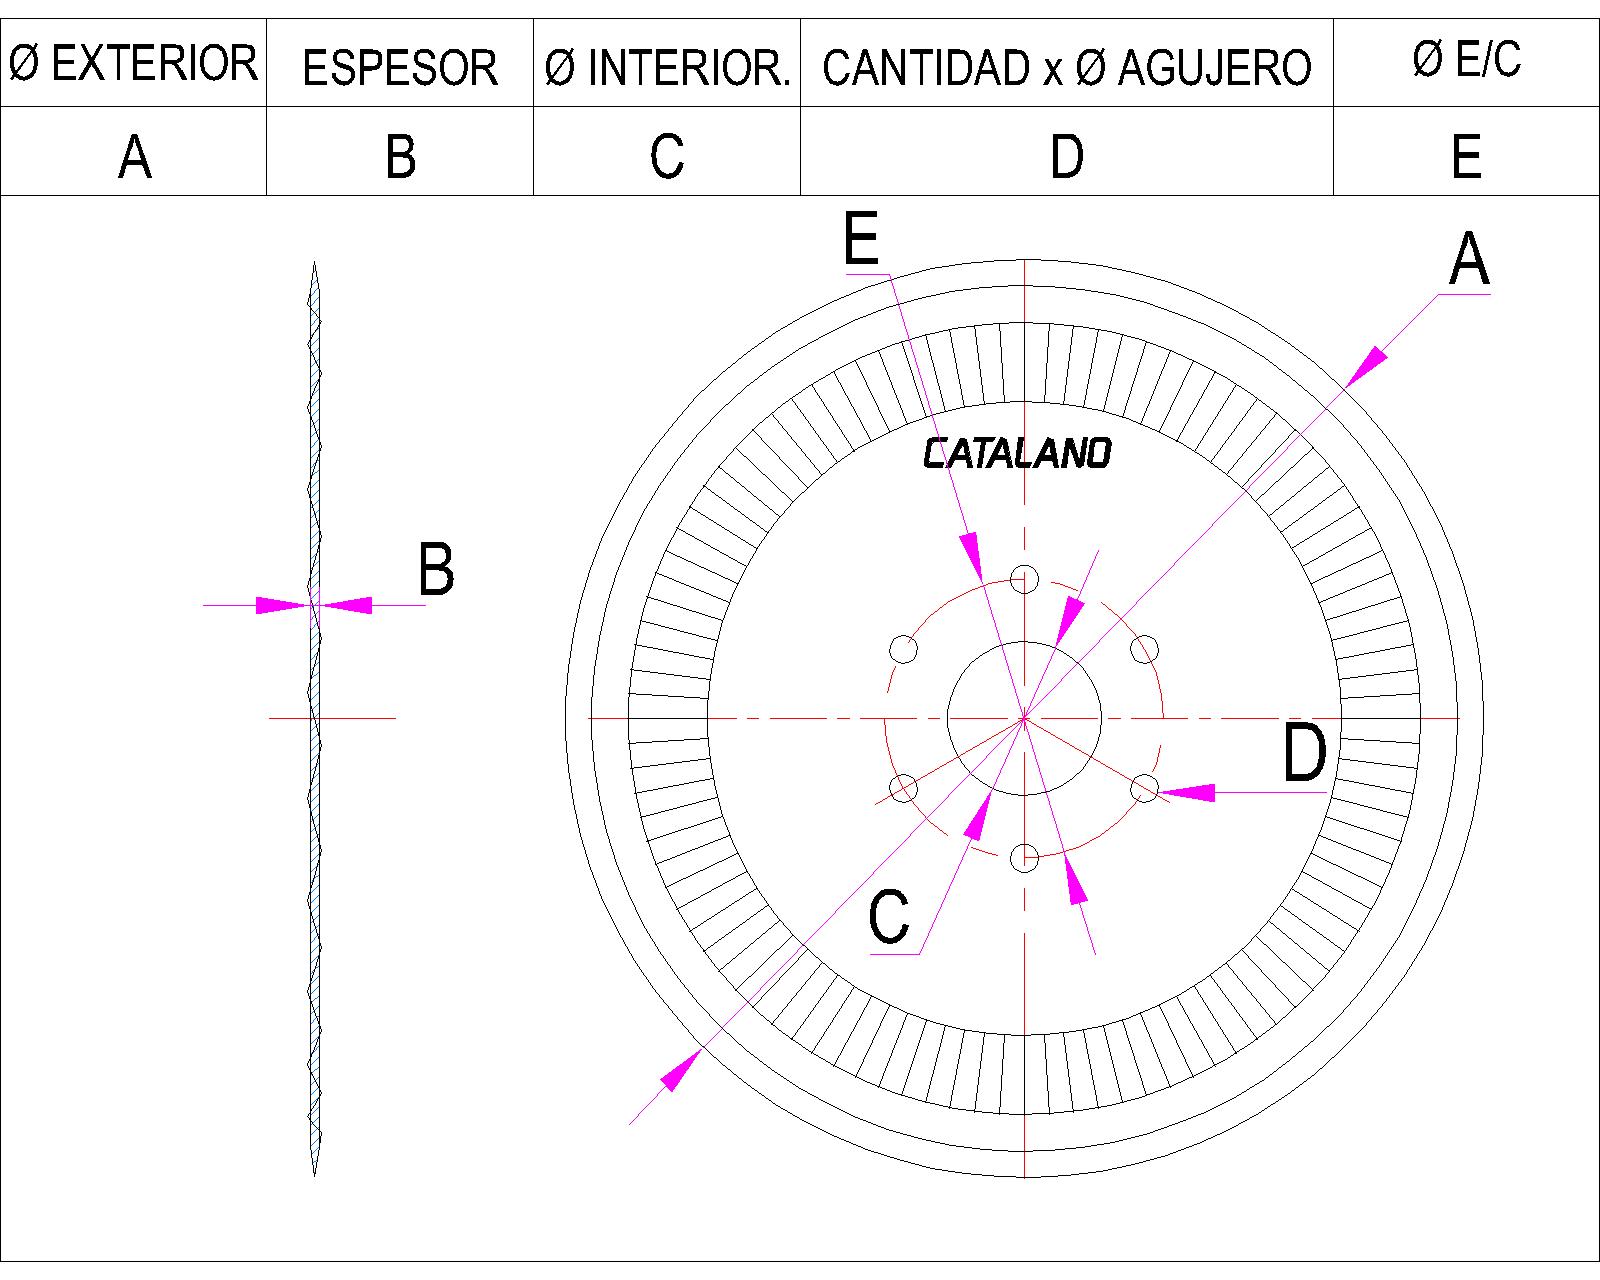 Ø EXTERIOR ESPESOR Ø INTERIOR. CANTIDAD x Ø AGUJERO Ø E/C
A B C D E
E
A
CATALANO
B
D
C